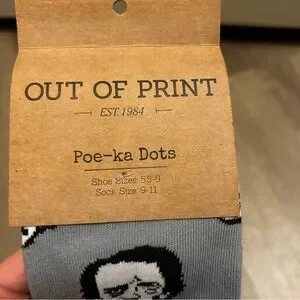 OUT OF PRINT
EST. 1984
Poe-ka Dots
Shoe Sizes: 5.5-9
Sock Size: 9-11